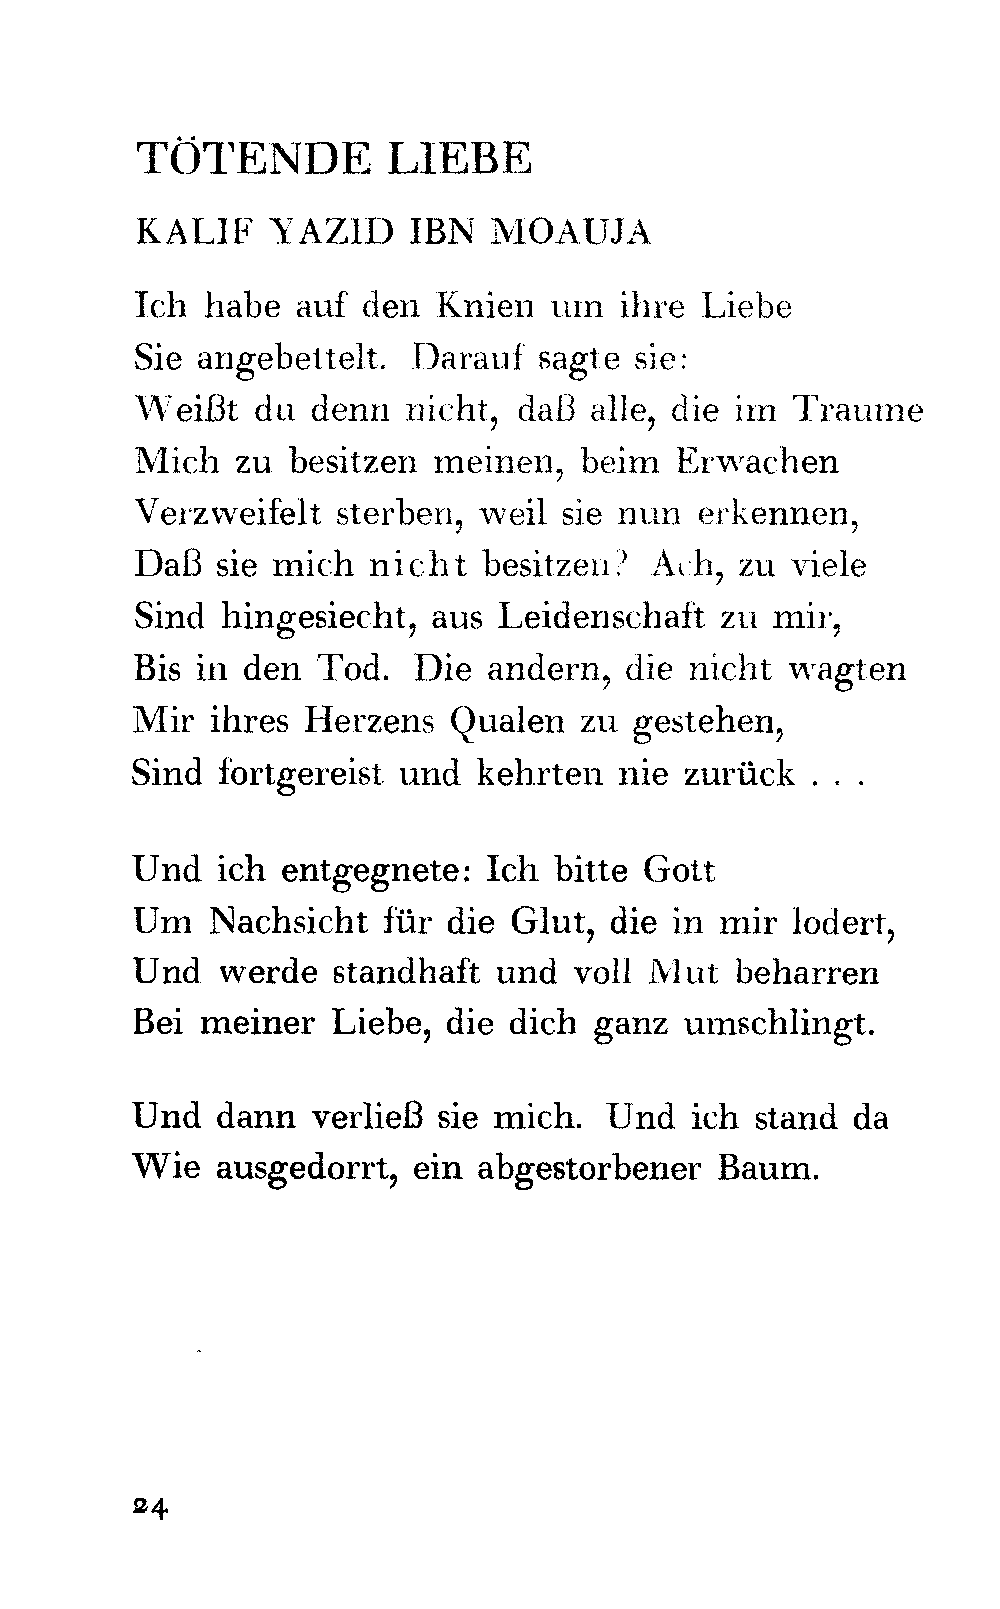 TÖTENDE LIEBE
KALIF YAZID IBN MOAUJA
Ich habe auf den Knien um ihre Liebe
Sie angebettelt. Darauf sagte sie:
Weißt du denn nicht, daß alle, die im Traume
Mich zu besitzen meinen, beim Erwachen
Verzweifelt sterben, weil sie nun erkennen,
Daß sie mich nicht besitzen? Ach, zu viele
Sind hingesiecht, aus Leidenschaft zu mir,
Bis in den Tod. Die andern, die nicht wagten
Mir ihres Herzens Qualen zu gestehen,
Sind fortgereist und kehrten nie zurück . . .
Und ich entgegnete: Ich bitte Gott
Um Nachsicht für die Glut, die in mir lodert,
Und werde standhaft und voll Mut beharren
Bei meiner Liebe, die dich ganz umschlingt.
Und dann verließ sie mich. Und ich stand da
Wie ausgedorrt, ein abgestorbener Baum.
24